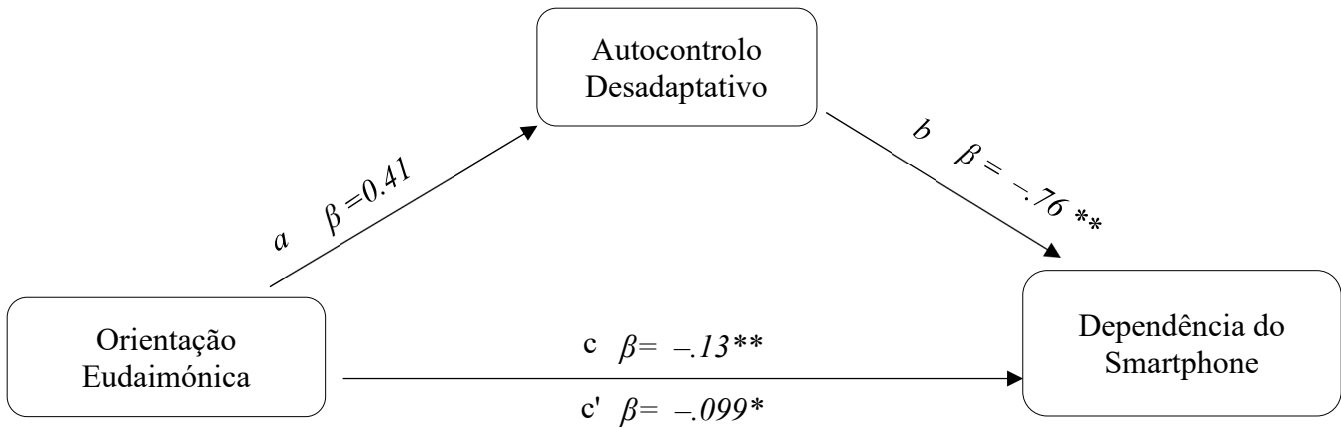 Autocontrolo
Desadaptativo
a β =0.41
b β = –.76 **
Orientação
Eudaimónica
c β= –.13**
c' β= –.099*
Dependência do
Smartphone